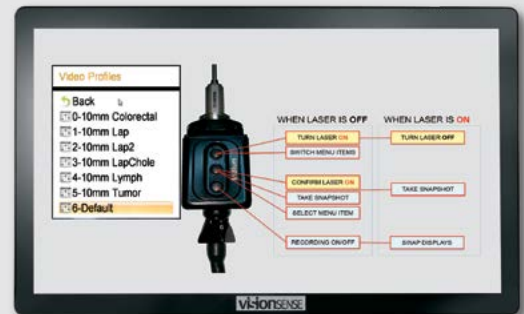 Video Profiles
Back
0-10mm Colorectal
1-10mm Lap
2-10mm Lap2
3-10mm LapChole
4-10mm Lymph
5-10mm Tumor
6-Default
WHEN LASER IS OFF
WHEN LASER IS ON
TURN LASER ON
TURN LASER OFF
SWITCH MENU ITEMS
CONFIRM LASER ON
TAKE SNAPSHOT
TAKE SNAPSHOT
SELECT MENU ITEM
RECORDING ON/OFF
SWAP DISPLAYS
visionsense